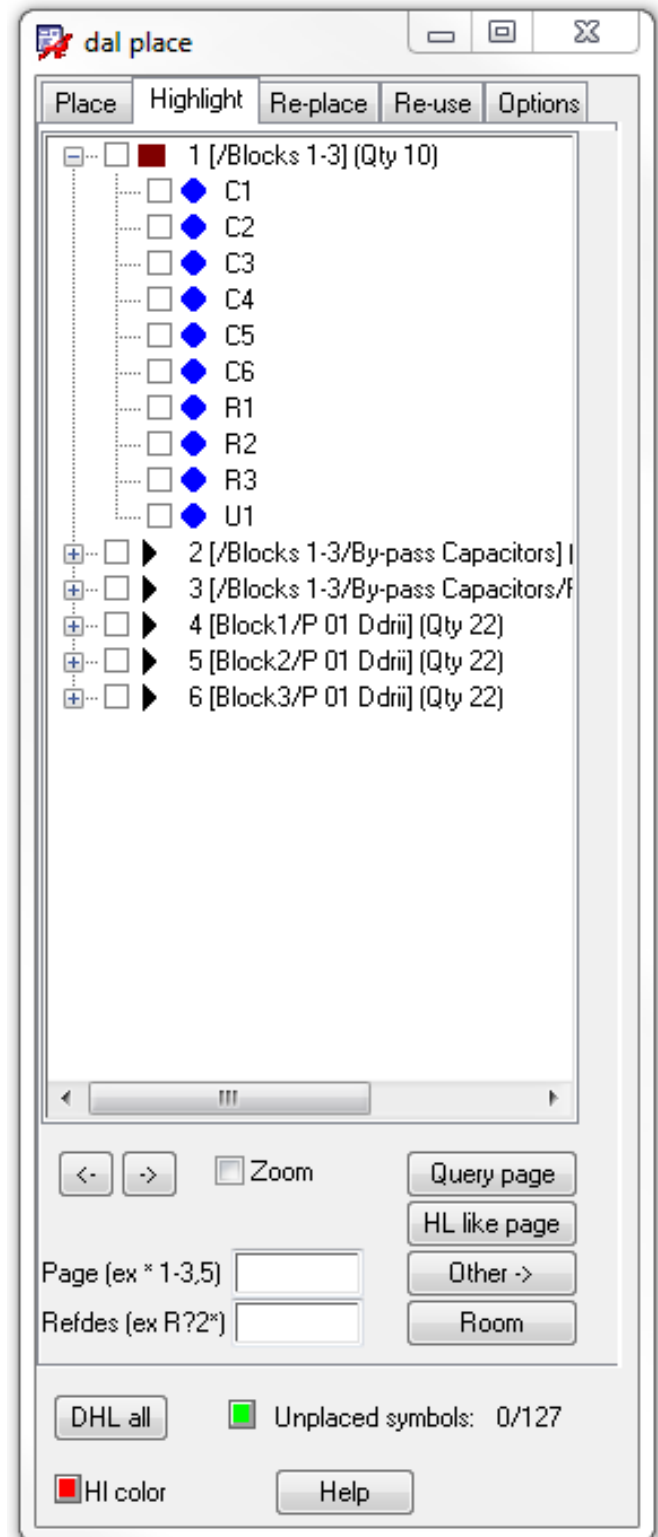 dal place
Place Highlight Re-place Re-use Options
1 [/Blocks 1-3] (Qty 10)
C1
C2
C3
C4
C5
C6
R1
R2
R3
U1
2 [/Blocks 1-3/By-pass Capacitors] (
3 [/Blocks 1-3/By-pass Capacitors/
4 [Block1/P 01 Ddrii] (Qty 22)
5 [Block2/P 01 Ddrii] (Qty 22)
6 [Block3/P 01 Ddrii] (Qty 22)
<- -> Zoom Query page
HL like page
Page (ex * 1-3,5) Other ->
Refdes (ex R?2*) Room
DHL all Unplaced symbols: 0/127
HI color Help